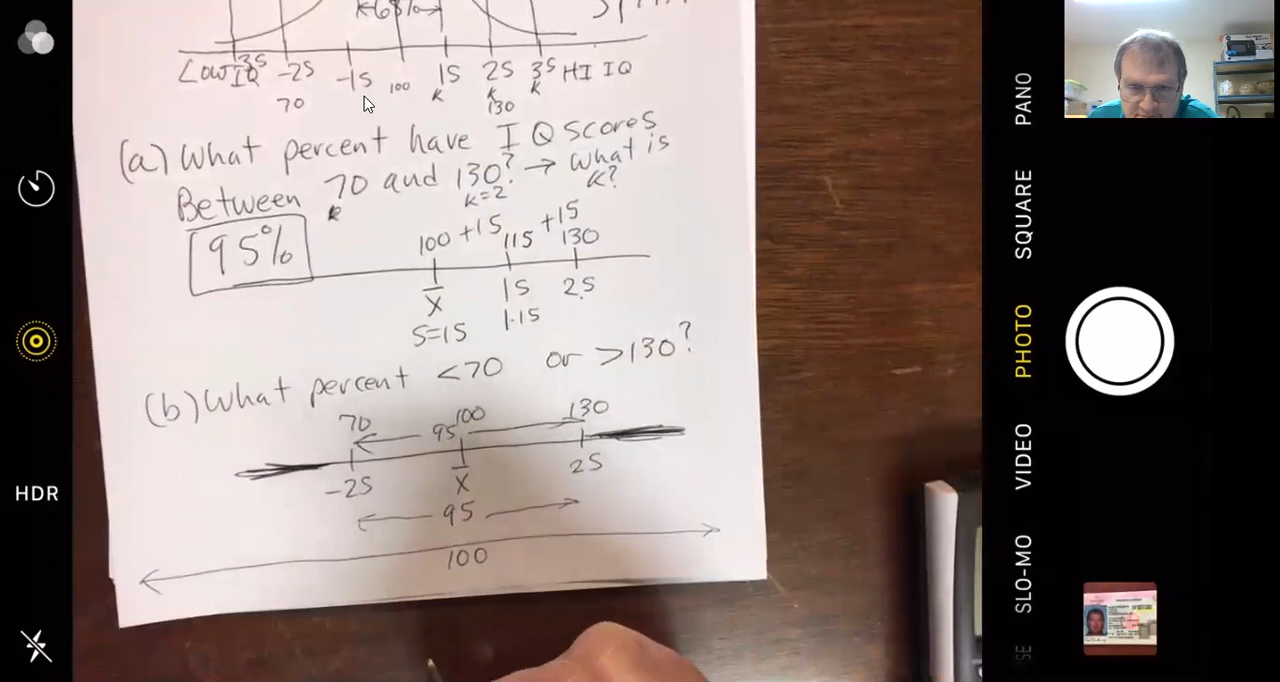 68%
LOW IQ -3S -2S -1S 100 1S 2S 3S HI IQ
70 K K K
130
(a) What percent have IQ scores
Between 70 and 130? → what is
K K=2 K?
95%
100 +15 115 +15 130
X 1S 2S
S=15 1·15
(b) What percent <70 or >130?
70 100 130
95
-2S X 2S
95
100
HDR
PANO
SQUARE
PHOTO
VIDEO
SLO-MO